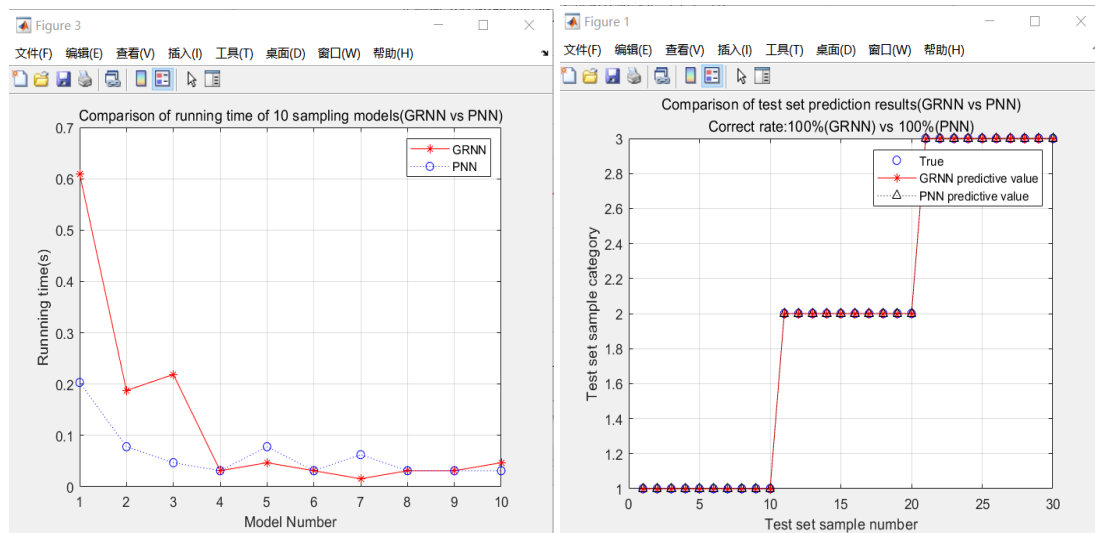 Figure 3
文件(F) 编辑(E) 查看(V) 插入(I) 工具(T) 桌面(D) 窗口(W) 帮助(H)
Comparison of running time of 10 sampling models(GRNN vs PNN)
GRNN
PNN
Runnning time(s)
0.7
0.6
0.5
0.4
0.3
0.2
0.1
0
1 2 3 4 5 6 7 8 9 10
Model Number
Figure 1
文件(F) 编辑(E) 查看(V) 插入(I) 工具(T) 桌面(D) 窗口(W) 帮助(H)
Comparison of test set prediction results(GRNN vs PNN)
Correct rate:100%(GRNN) vs 100%(PNN)
True
GRNN predictive value
PNN predictive value
Test set sample category
3
2.8
2.6
2.4
2.2
2
1.8
1.6
1.4
1.2
1
0 5 10 15 20 25 30
Test set sample number